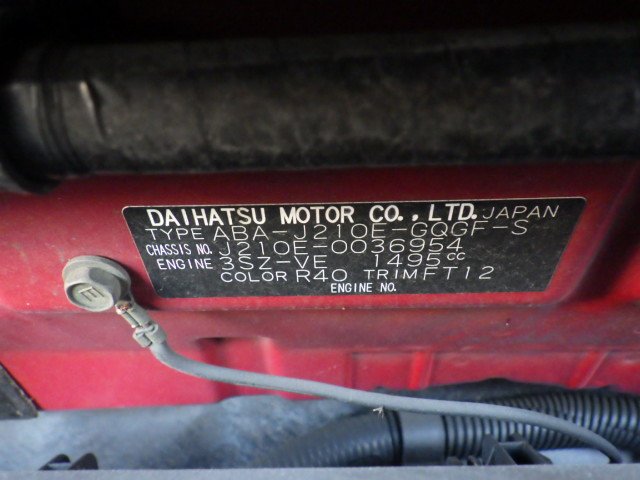 DAIHATSU MOTOR CO., LTD. JAPAN
TYPE ABA-J210E-GQGF-S
CHASSIS NO. J210E-0036954
ENGINE 3SZ-VE 1495cc
COLOR R40 TRIM FT12
ENGINE NO.
E